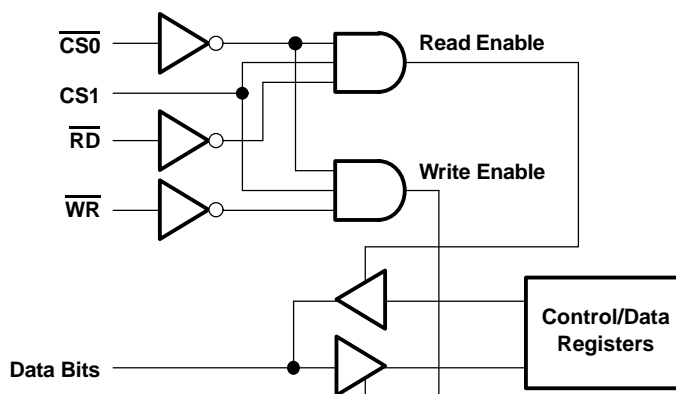 CS0
Read Enable
CS1
RD
Write Enable
WR
Control/Data
Registers
Data Bits